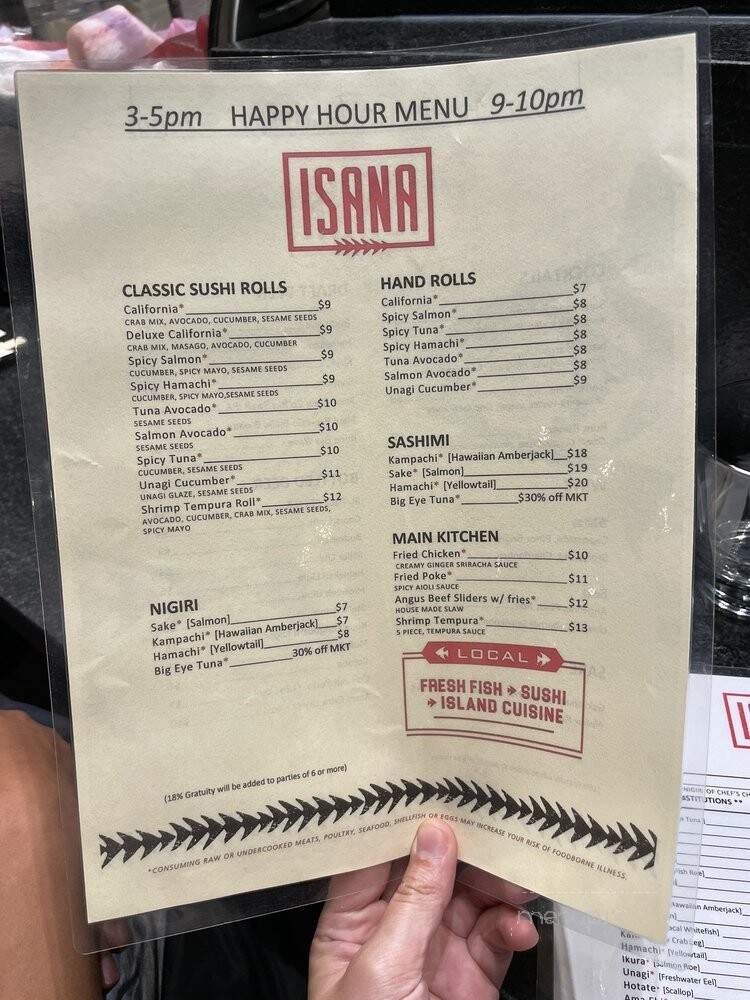 3-5pm HAPPY HOUR MENU 9-10pm
ISANA
CLASSIC SUSHI ROLLS
California* $9
CRAB MIX, AVOCADO, CUCUMBER, SESAME SEEDS
Deluxe California* $9
CRAB MIX, MASAGO, AVOCADO, CUCUMBER
Spicy Salmon* $9
CUCUMBER, SPICY MAYO, SESAME SEEDS
Spicy Hamachi* $9
CUCUMBER, SPICY MAYO,SESAME SEEDS
Tuna Avocado* $10
SESAME SEEDS
Salmon Avocado* $10
SESAME SEEDS
Spicy Tuna* $10
CUCUMBER, SESAME SEEDS
Unagi Cucumber* $11
UNAGI GLAZE, SESAME SEEDS
Shrimp Tempura Roll* $12
AVOCADO, CUCUMBER, CRAB MIX, SESAME SEEDS,
SPICY MAYO
NIGIRI
Sake* [Salmon] $7
Kampachi* [Hawaiian Amberjack] $7
Hamachi* [Yellowtail] $8
Big Eye Tuna* 30% off MKT
HAND ROLLS
California* $7
Spicy Salmon* $8
Spicy Tuna* $8
Spicy Hamachi* $8
Tuna Avocado* $8
Salmon Avocado* $8
Unagi Cucumber* $9
SASHIMI
Kampachi* [Hawaiian Amberjack] $18
Sake* [Salmon] $19
Hamachi* [Yellowtail] $20
Big Eye Tuna* $30% off MKT
MAIN KITCHEN
Fried Chicken* $10
CREAMY GINGER SRIRACHA SAUCE
Fried Poke* $11
SPICY AIOLI SAUCE
Angus Beef Sliders w/ fries* $12
HOUSE MADE SLAW
Shrimp Tempura* $13
5 PIECE, TEMPURA SAUCE
LOCAL
FRESH FISH SUSHI
ISLAND CUISINE
(18% Gratuity will be added to parties of 6 or more)
*CONSUMING RAW OR UNDERCOOKED MEATS, POULTRY, SEAFOOD, SHELLFISH OR EGGS MAY INCREASE YOUR RISK OF FOODBORNE ILLNESS.
OF CHEF'S
Amberjack]
Whitefish]
Hamachi* [Yellowtail]
Ikura* [Salmon Roe]
Unagi* [Freshwater Eel]
Hotate* [Scallop]